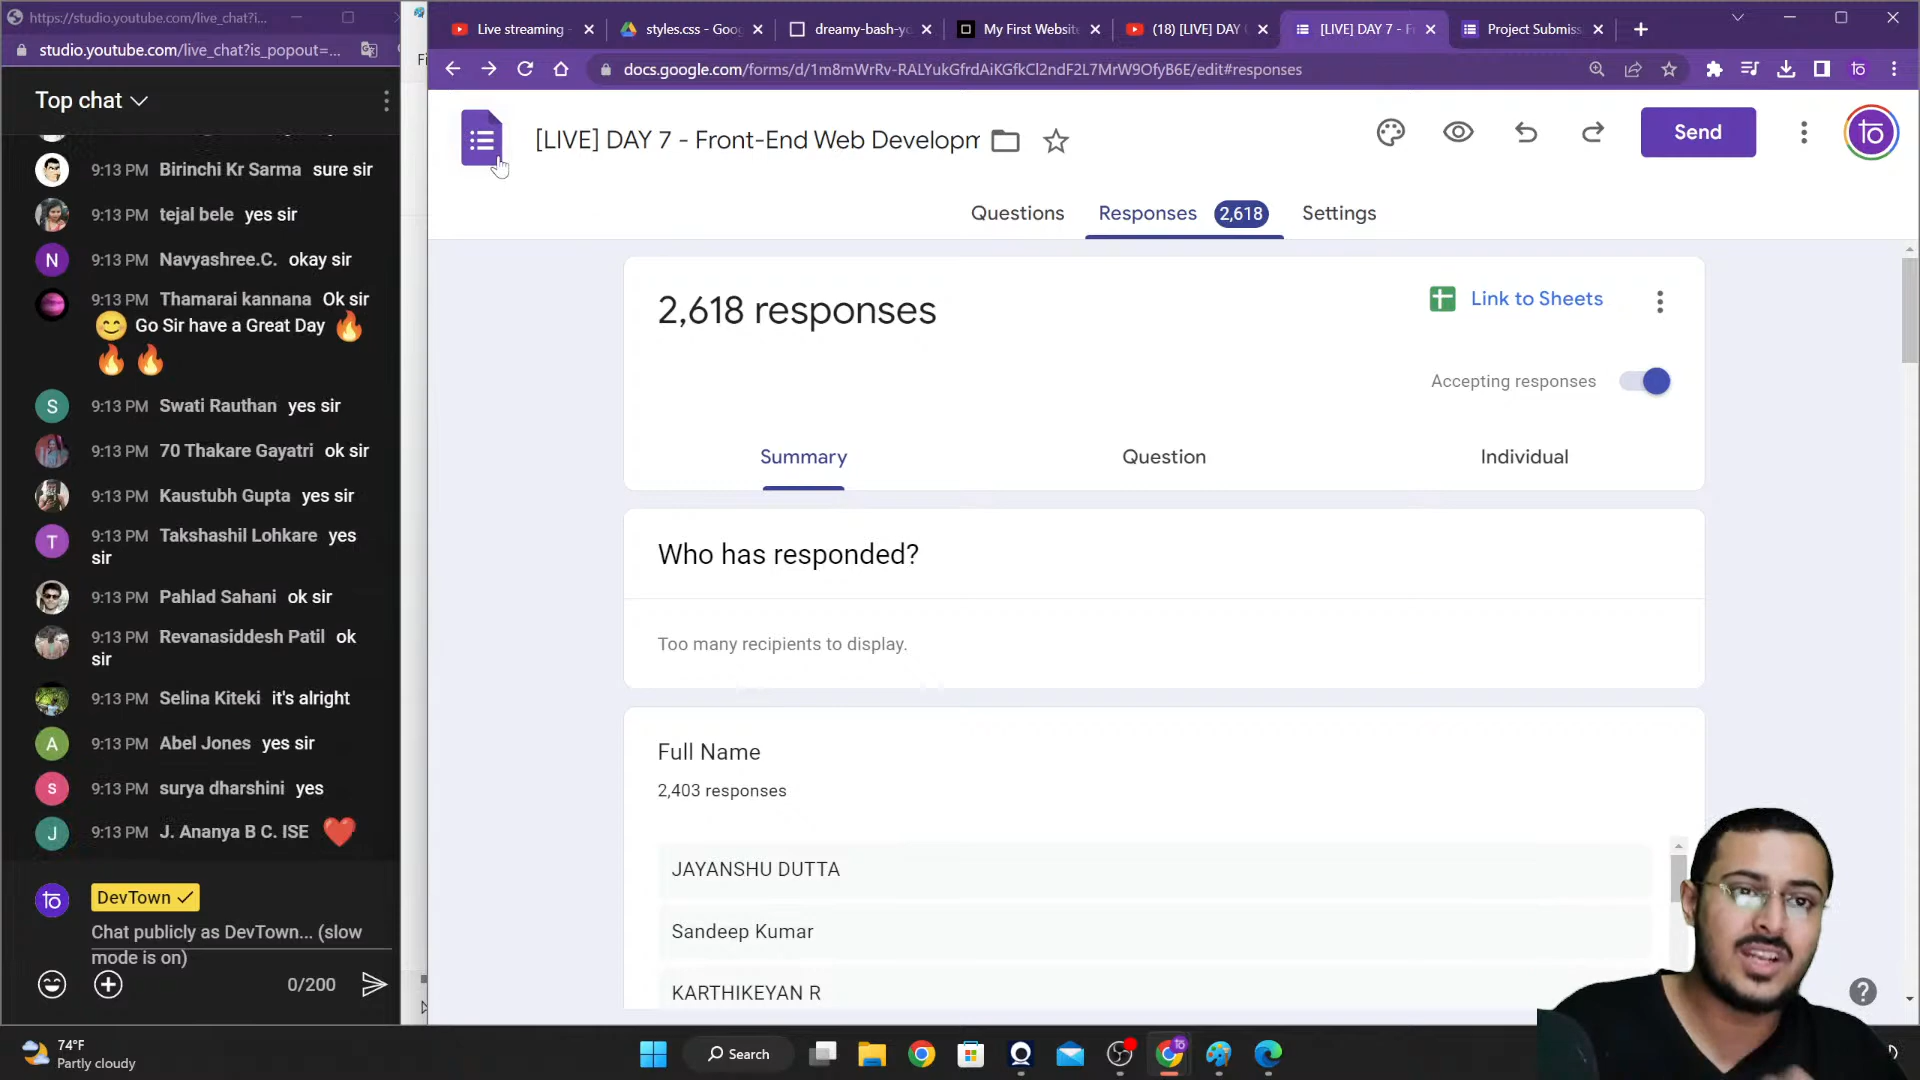 https://studio.youtube.com/live_chat?i...
studio.youtube.com/live_chat?is_popout=...
Top chat
9:13 PM Birinchi Kr Sarma sure sir
9:13 PM tejal bele yes sir
N 9:13 PM Navyashree.C. okay sir
9:13 PM Thamarai kannana Ok sir
😊 Go Sir have a Great Day 🔥
🔥 🔥
S 9:13 PM Swati Rauthan yes sir
9:13 PM 70 Thakare Gayatri ok sir
9:13 PM Kaustubh Gupta yes sir
T 9:13 PM Takshashil Lohkare yes
sir
9:13 PM Pahlad Sahani ok sir
9:13 PM Revanasiddesh Patil ok
sir
9:13 PM Selina Kiteki it's alright
A 9:13 PM Abel Jones yes sir
s 9:13 PM surya dharshini yes
J 9:13 PM J. Ananya B C. ISE ❤️
DevTown ✓
Chat publicly as DevTown... (slow
mode is on)
0/200
Live streaming -
styles.css - Goo
dreamy-bash-yo
My First Website
(18) [LIVE] DAY
[LIVE] DAY 7 - F
Project Submiss
docs.google.com/forms/d/1m8mWrRv-RALYukGfrdAiKGfkCl2ndF2L7MrW9OfyB6E/edit#responses
[LIVE] DAY 7 - Front-End Web Developm
Send
Questions
Responses 2,618
Settings
2,618 responses
Link to Sheets
Accepting responses
Summary
Question
Individual
Who has responded?
Too many recipients to display.
Full Name
2,403 responses
JAYANSHU DUTTA
Sandeep Kumar
KARTHIKEYAN R
74°F
Partly cloudy
Search